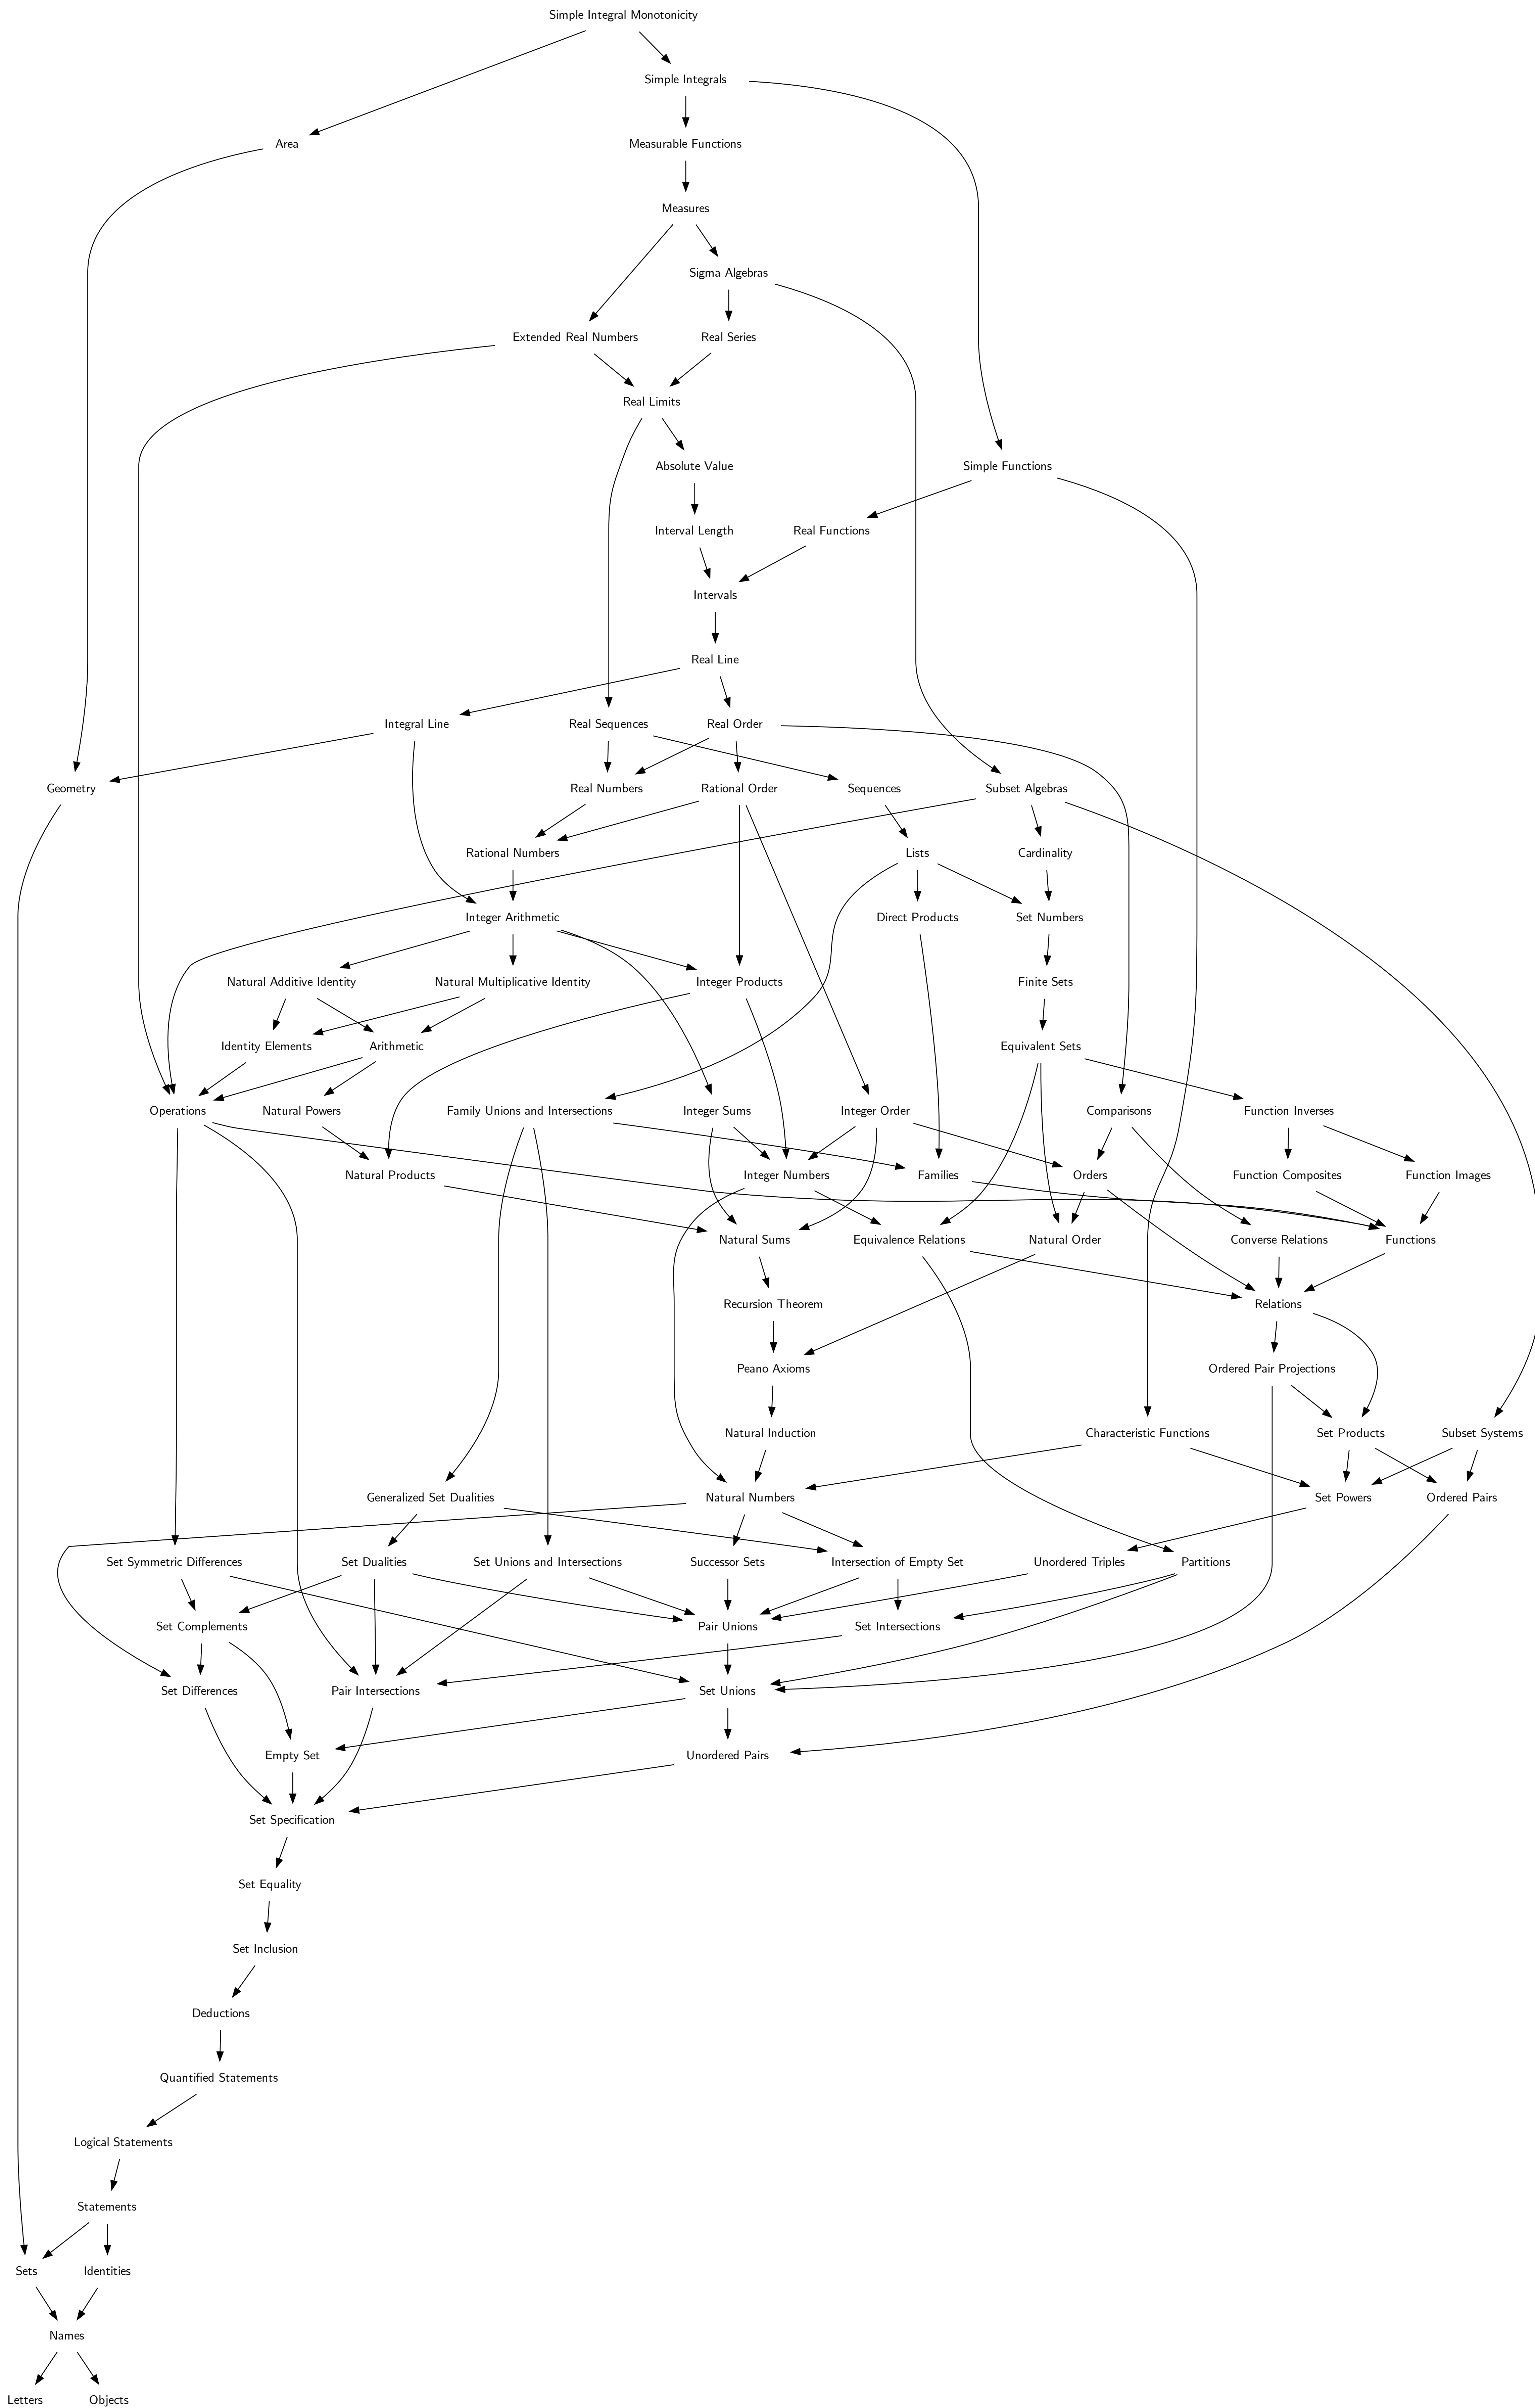 Simple Integral Monotonicity
Simple Integrals
Area
Measurable Functions
Measures
Sigma Algebras
Extended Real Numbers
Real Series
Real Limits
Absolute Value
Simple Functions
Interval Length
Real Functions
Intervals
Real Line
Integral Line
Real Sequences
Real Order
Geometry
Real Numbers
Rational Order
Sequences
Subset Algebras
Rational Numbers
Lists
Cardinality
Integer Arithmetic
Direct Products
Set Numbers
Natural Additive Identity
Natural Multiplicative Identity
Integer Products
Finite Sets
Identity Elements
Arithmetic
Equivalent Sets
Operations
Natural Powers
Family Unions and Intersections
Integer Sums
Integer Order
Comparisons
Function Inverses
Natural Products
Integer Numbers
Families
Orders
Function Composites
Function Images
Natural Sums
Equivalence Relations
Natural Order
Converse Relations
Functions
Recursion Theorem
Relations
Peano Axioms
Ordered Pair Projections
Natural Induction
Characteristic Functions
Set Products
Subset Systems
Generalized Set Dualities
Natural Numbers
Set Powers
Ordered Pairs
Set Symmetric Differences
Set Dualities
Set Unions and Intersections
Successor Sets
Intersection of Empty Set
Unordered Triples
Partitions
Set Complements
Pair Unions
Set Intersections
Set Differences
Pair Intersections
Set Unions
Empty Set
Unordered Pairs
Set Specification
Set Equality
Set Inclusion
Deductions
Quantified Statements
Logical Statements
Statements
Sets
Identities
Names
Letters
Objects